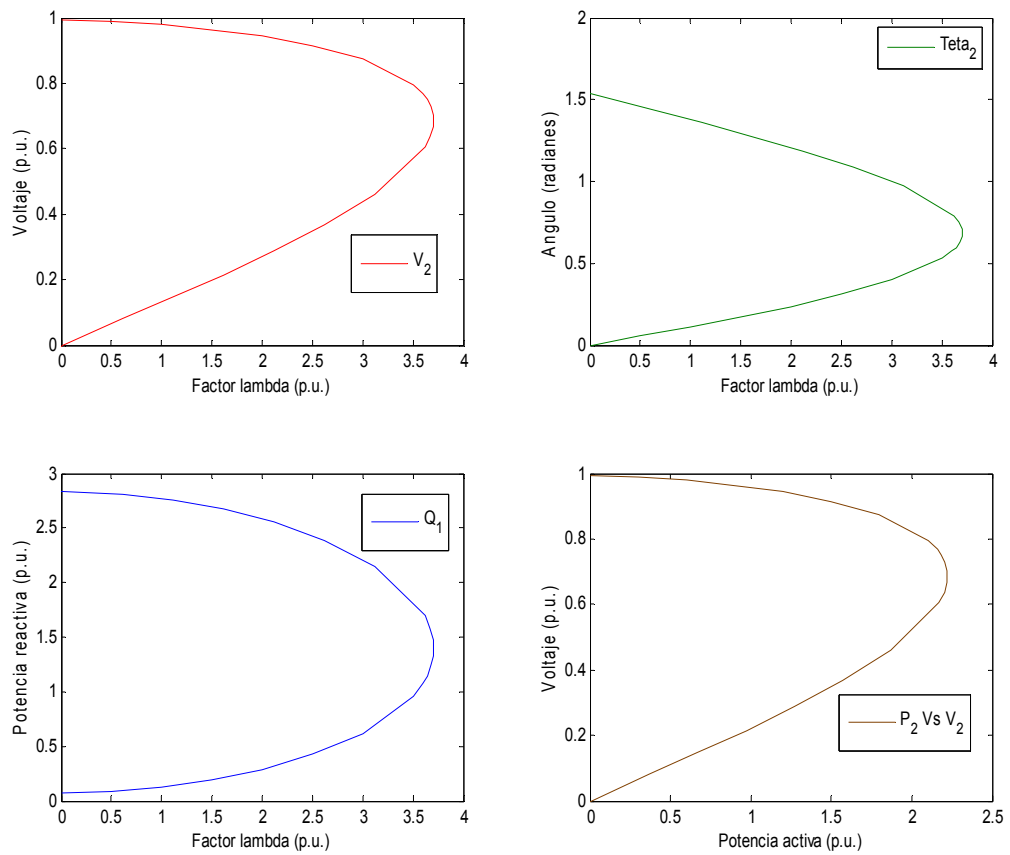 1
0.8
0.6
0.4
0.2
0
Voltaje (p.u.)
V2
0 0.5 1 1.5 2 2.5 3 3.5 4
Factor lambda (p.u.)
2
1.5
1
0.5
0
Angulo (radianes)
Teta2
0 0.5 1 1.5 2 2.5 3 3.5 4
Factor lambda (p.u.)
3
2.5
2
1.5
1
0.5
0
Potencia reactiva (p.u.)
Q1
0 0.5 1 1.5 2 2.5 3 3.5 4
Factor lambda (p.u.)
1
0.8
0.6
0.4
0.2
0
Voltaje (p.u.)
P2 Vs V2
0 0.5 1 1.5 2 2.5
Potencia activa (p.u.)